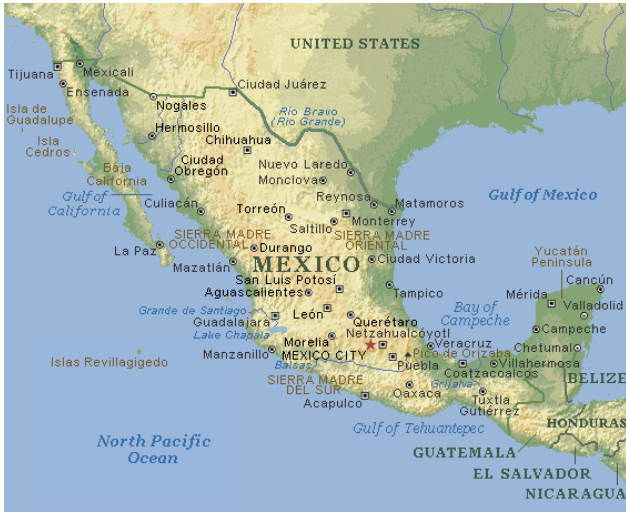 UNITED STATES
Tijuana
Mexicali
Ensenada
Ciudad Juárez
Isla de
Guadalupe
Nogales
Río Bravo
(Rio Grande)
Isla
Cedros
Hermosillo
Chihuahua
Baja
California
Ciudad
Obregón
Nuevo Laredo
Monclova
Gulf of
California
Gulf of Mexico
Culiacán
Torreón
Reynosa
Matamoros
Saltillo
Monterrey
La Paz
SIERRA MADRE
OCCIDENTAL
SIERRA MADRE
ORIENTAL
Durango
Yucatán
Peninsula
Mazatlán
MEXICO
Ciudad Victoria
San Luis Potosí
Cancún
Aguascalientes
Tampico
Mérida
Valladolid
Grande de Santiago
León
Bay of
Campeche
Guadalajara
Querétaro
Campeche
Lake Chapala
Netzahualcóyotl
Morelia
Veracruz
Chetumal
Islas Revillagigedo
Manzanillo
MEXICO CITY
Pico de Orizaba
Balsas
Puebla
Villahermosa
Coatzacoalcos
SIERRA MADRE
DEL SUR
Grijalva
BELIZE
Acapulco
Oaxaca
Tuxtla
Gutiérrez
North Pacific
Ocean
Gulf of Tehuantepec
HONDURAS
GUATEMALA
EL SALVADOR
NICARAGUA